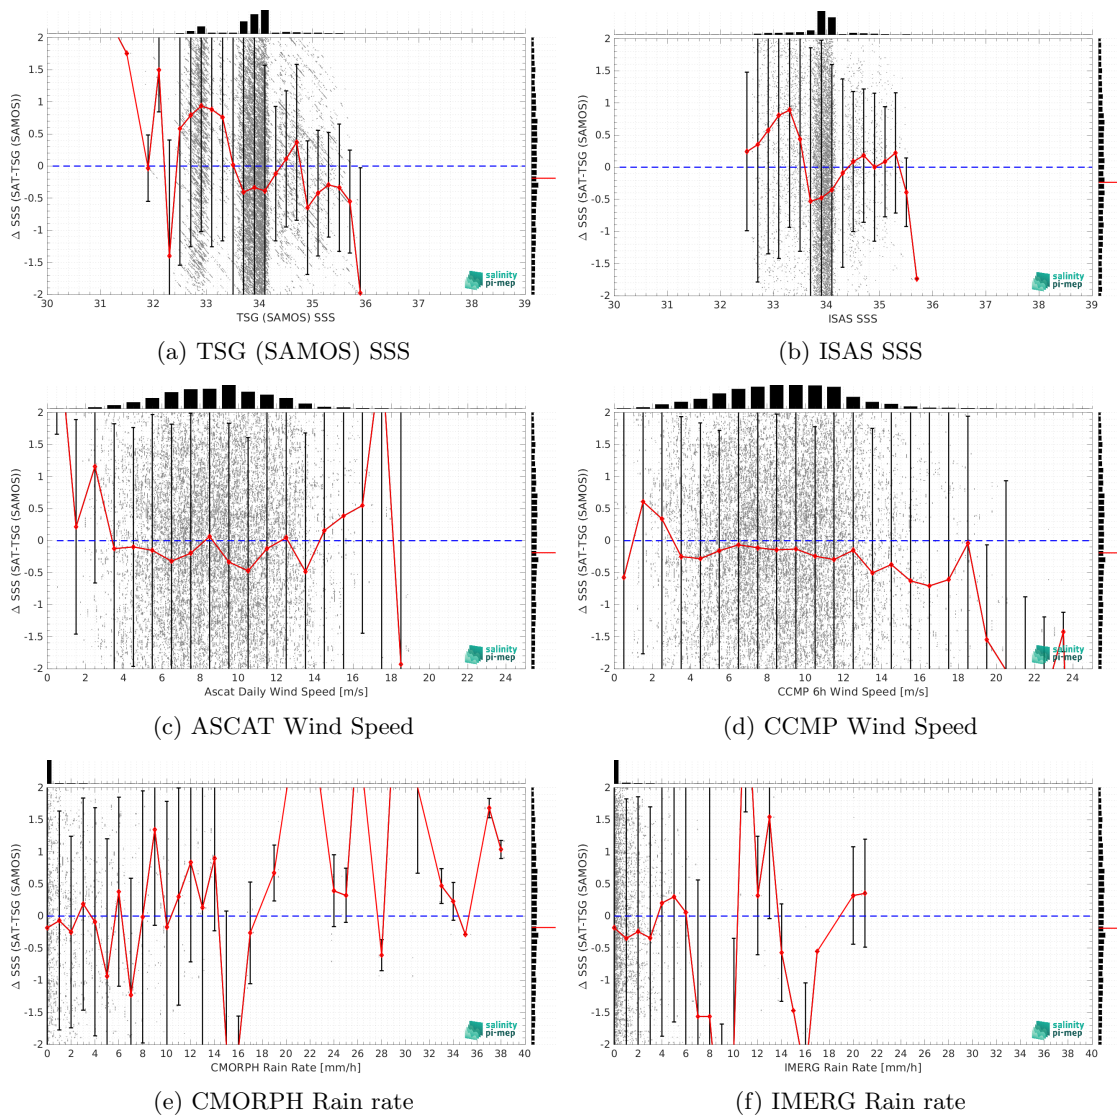 2
1.5
1
0.5
0
-0.5
-1
-1.5
-2
Δ SSS (SAT-TSG (SAMOS))
30 31 32 33 34 35 36 37 38 39
TSG (SAMOS) SSS
salinity
pi-mep
(a) TSG (SAMOS) SSS
2
1.5
1
0.5
0
-0.5
-1
-1.5
-2
Δ SSS (SAT-TSG (SAMOS))
30 31 32 33 34 35 36 37 38 39
ISAS SSS
salinity
pi-mep
(b) ISAS SSS
2
1.5
1
0.5
0
-0.5
-1
-1.5
-2
Δ SSS (SAT-TSG (SAMOS))
0 2 4 6 8 10 12 14 16 18 20 22 24
Ascat Daily Wind Speed [m/s]
salinity
pi-mep
(c) ASCAT Wind Speed
2
1.5
1
0.5
0
-0.5
-1
-1.5
-2
Δ SSS (SAT-TSG (SAMOS))
0 2 4 6 8 10 12 14 16 18 20 22 24
CCMP 6h Wind Speed [m/s]
salinity
pi-mep
(d) CCMP Wind Speed
2
1.5
1
0.5
0
-0.5
-1
-1.5
-2
Δ SSS (SAT-TSG (SAMOS))
0 2 4 6 8 10 12 14 16 18 20 22 24 26 28 30 32 34 36 38 40
CMORPH Rain Rate [mm/h]
salinity
pi-mep
(e) CMORPH Rain rate
2
1.5
1
0.5
0
-0.5
-1
-1.5
-2
Δ SSS (SAT-TSG (SAMOS))
0 2 4 6 8 10 12 14 16 18 20 22 24 26 28 30 32 34 36 38 40
IMERG Rain Rate [mm/h]
salinity
pi-mep
(f) IMERG Rain rate